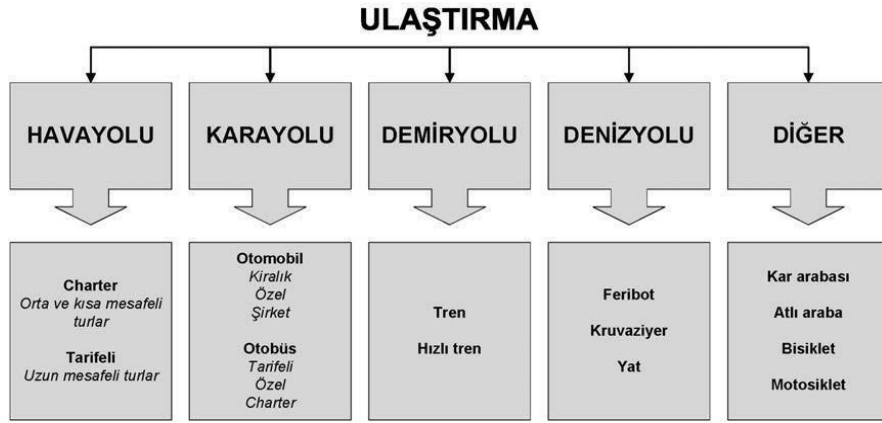 ULAŞTIRMA
HAVAYOLU
KARAYOLU
DEMİRYOLU
DENİZYOLU
DİĞER
Charter
Orta ve kısa mesafeli
turlar
Tarifeli
Uzun mesafeli turlar
Otomobil
Kiralık
Özel
Şirket
Otobüs
Tarifeli
Özel
Charter
Tren
Hızlı tren
Feribot
Kruvaziyer
Yat
Kar arabası
Atlı araba
Bisiklet
Motosiklet